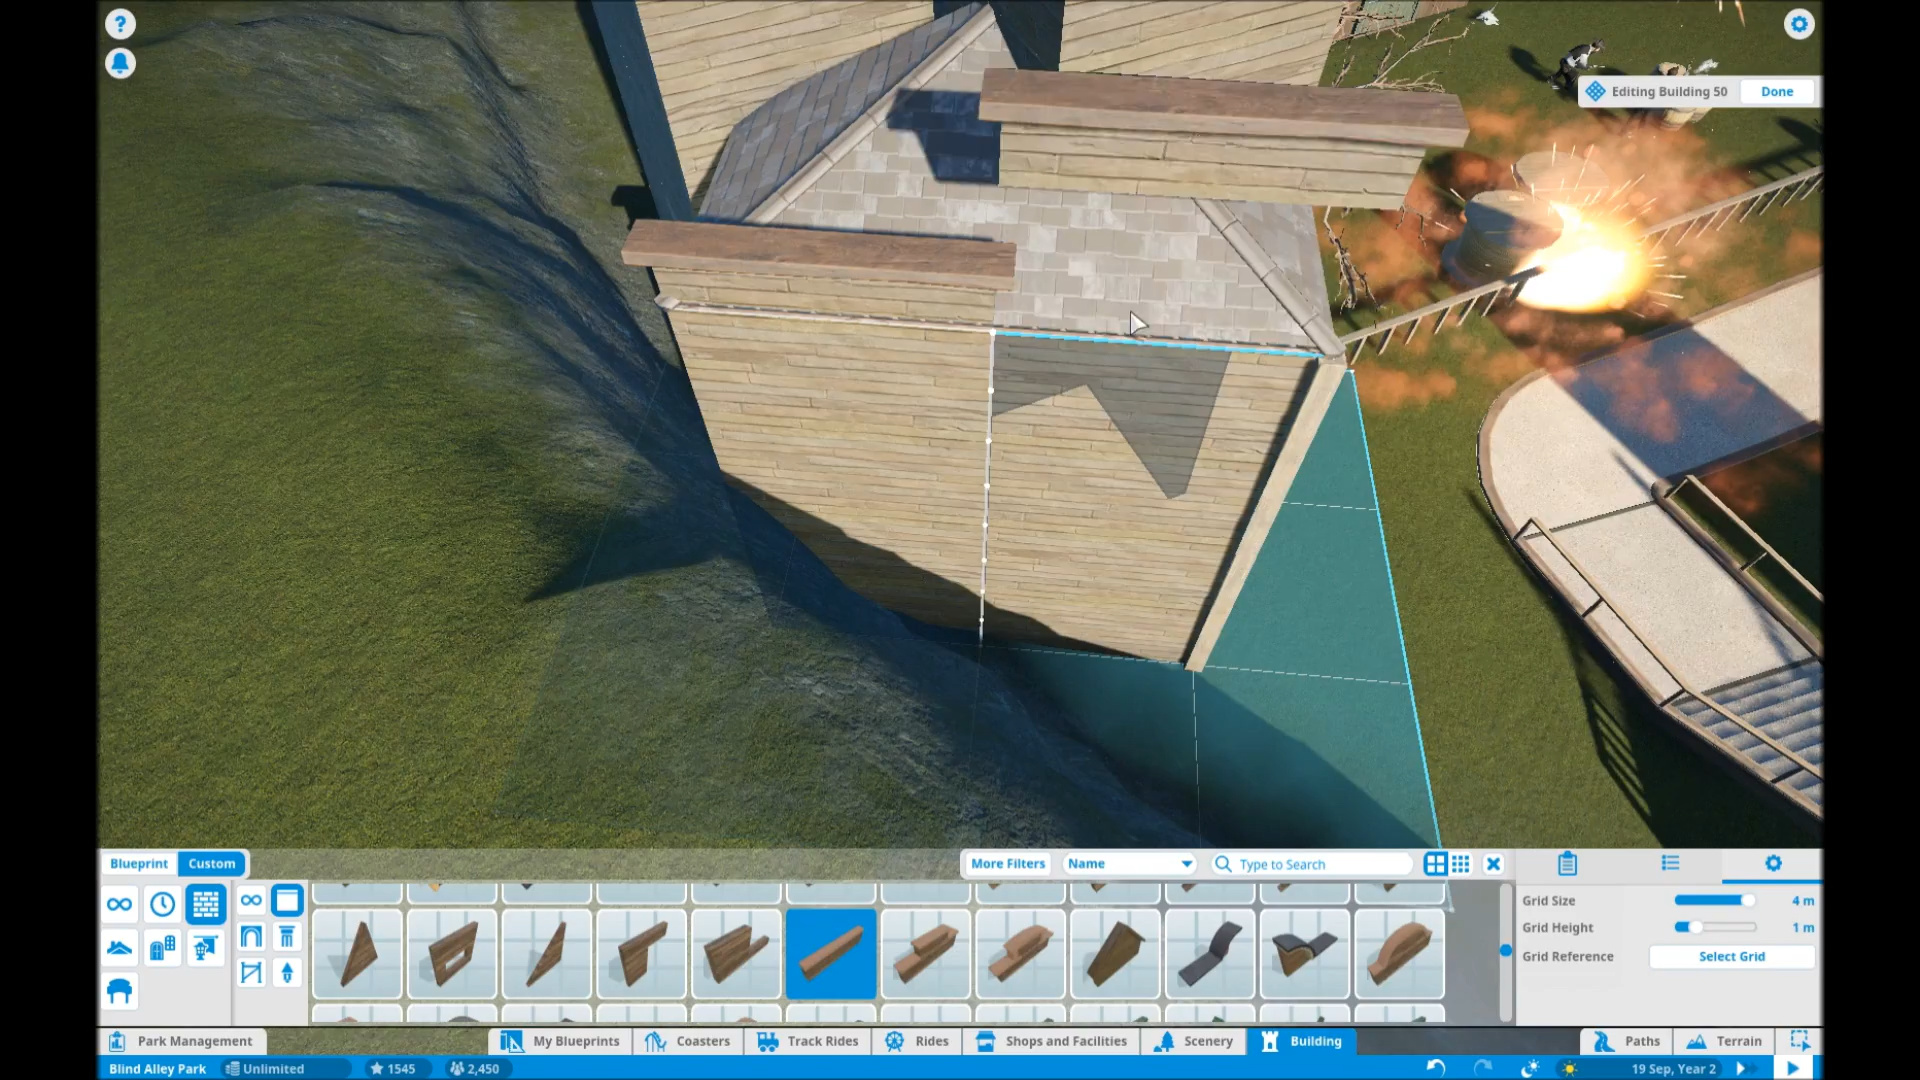 ?
Editing Building 50 Done
Blueprint Custom
More Filters Name Type to Search
Grid Size 4 m
Grid Height 1 m
Grid Reference Select Grid
Park Management My Blueprints Coasters Track Rides Rides Shops and Facilities Scenery Building Paths Terrain
Blind Alley Park Unlimited 1545 2,450 19 Sep, Year 2